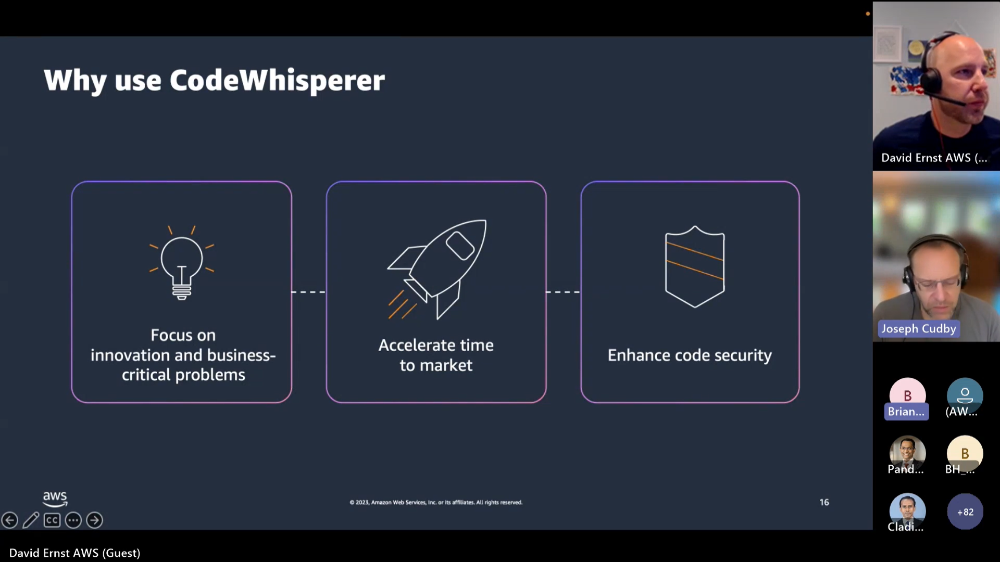 Why use CodeWhisperer
Focus on
innovation and business-
critical problems
Accelerate time
to market
Enhance code security
aws
© 2023, Amazon Web Services, Inc. or its affiliates. All rights reserved.
16
CC
David Ernst AWS (Guest)
David Ernst AWS (...
Joseph Cudby
B
Brian...
(AW...
Pand...
B
BH_...
Cladi...
+82